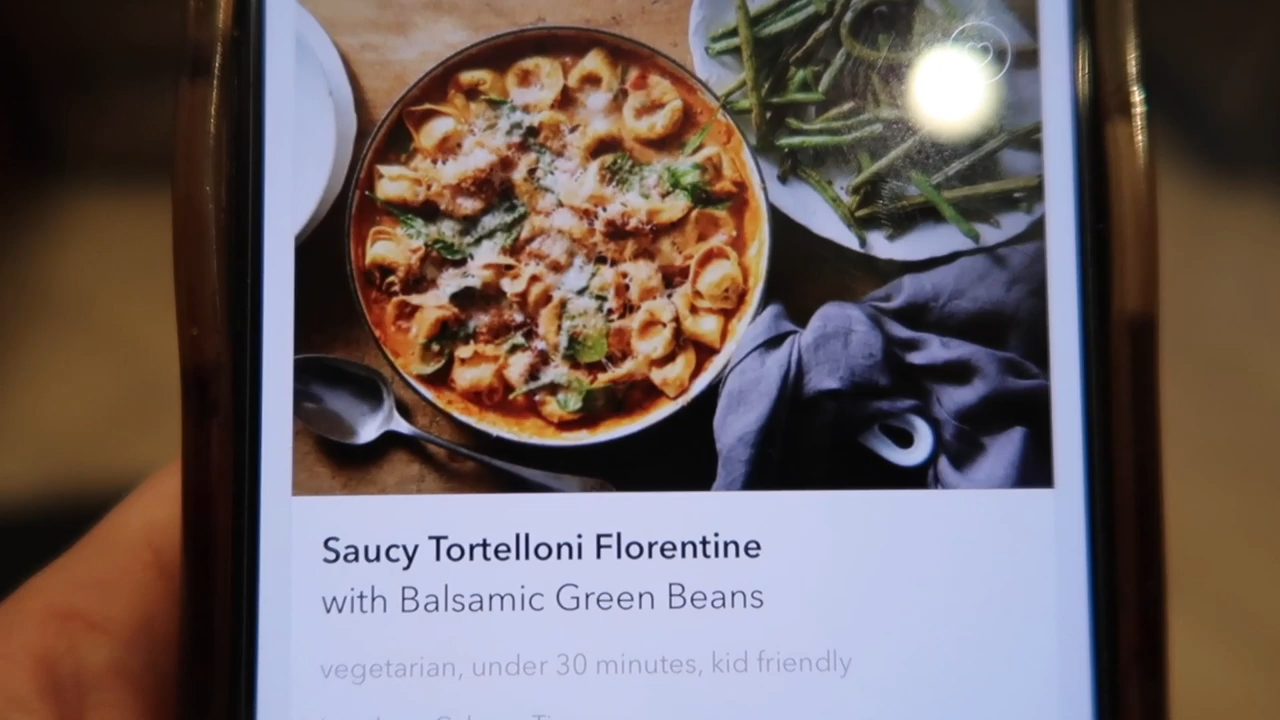 Saucy Tortelloni Florentine
with Balsamic Green Beans
vegetarian, under 30 minutes, kid friendly